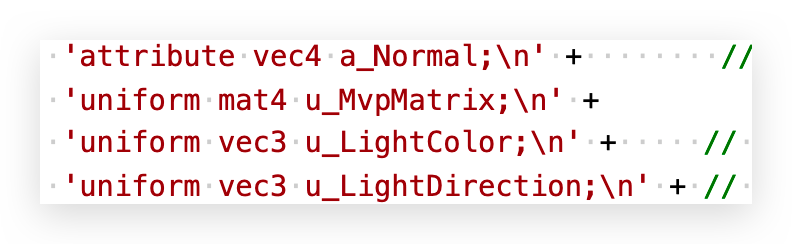 'attribute vec4 a_Normal;\n' + //
'uniform mat4 u_MvpMatrix;\n' +
'uniform vec3 u_LightColor;\n' + //
'uniform vec3 u_LightDirection;\n' + //